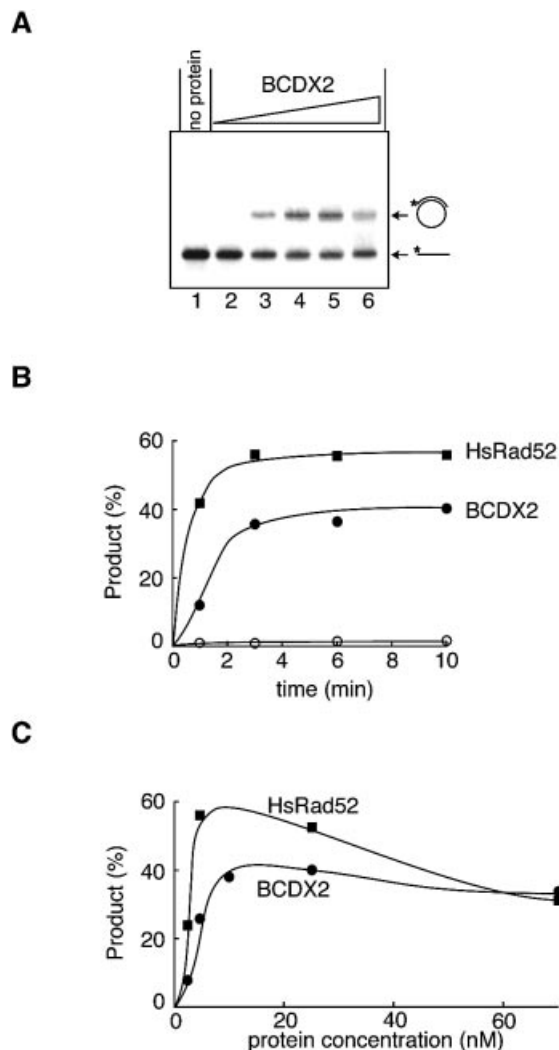 A
no protein
BCDX2
*
*
1 2 3 4 5 6
B
Product (%)
60
40
20
0
HsRad52
BCDX2
0 2 4 6 8 10
time (min)
C
Product (%)
60
40
20
0
HsRad52
BCDX2
0 20 40 60
protein concentration (nM)